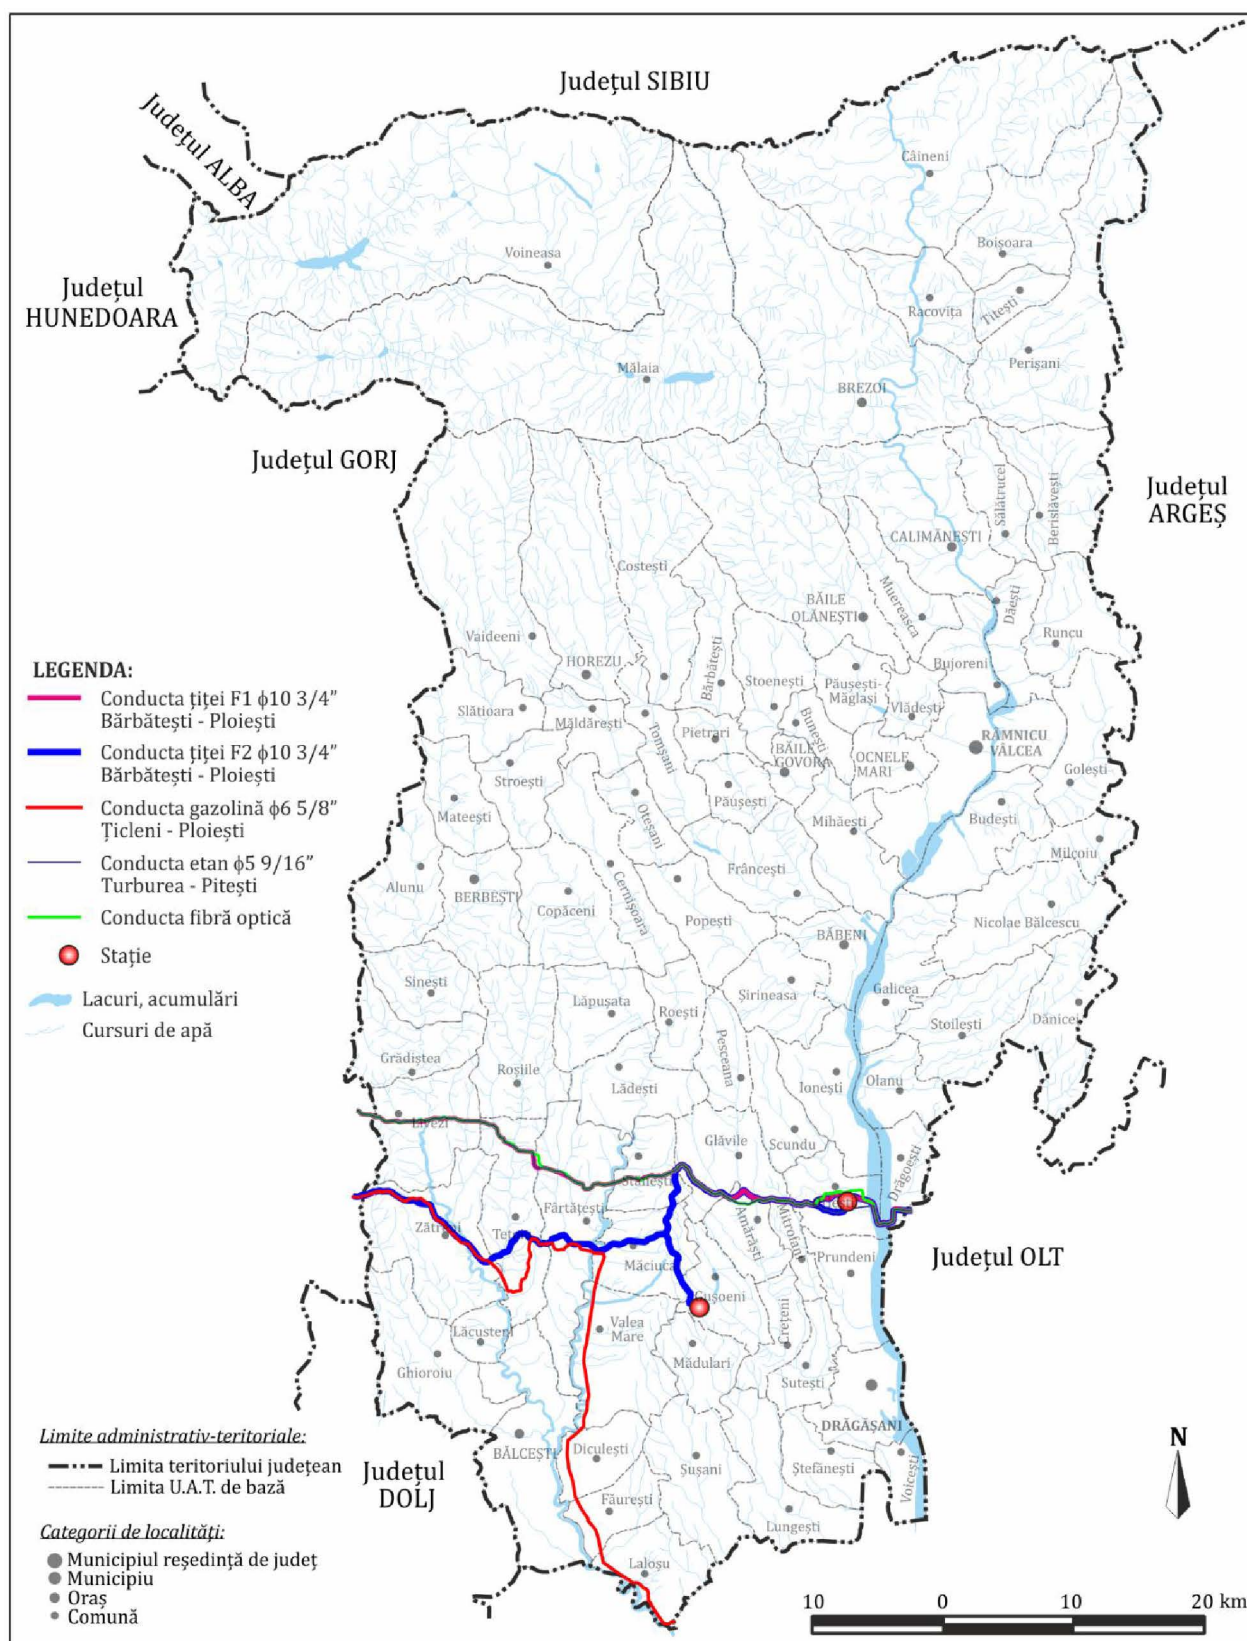 Județul SIBIU
Județul ALBA
Județul
HUNEDOARA
Județul GORJ
Județul
ARGEȘ
Județul OLT
Județul
DOLJ
Câineni
Boișoara
Voineasa
Titești
Racovița
Perișani
Mălaia
BREZOI
Sălătrucel
Berislăvești
CALIMĂNEȘTI
Costești
Muereasca
BĂILE
OLĂNEȘTI
Dăești
Runcu
Vaideeni
HOREZU
Bărbătești
Stoenești
Păușești-
Măglași
Bujoreni
Slătioara
Măldărești
Tomșani
Pietrari
Bunești
Vlădești
RÂMNICU
VÂLCEA
BĂILE
GOVORA
OCNELE
MARI
Stroești
Golești
Mateești
Oteșani
Păușești
Mihăești
Budești
Milcoiu
Alunu
BERBEȘTI
Copăceni
Cernișoara
Frâncești
Popești
Nicolae Bălcescu
BĂBENI
Sinești
Lăpușata
Roești
Șirineasa
Galicea
Stoilești
Dănicei
Grădiștea
Roșiile
Lădești
Pesceana
Ionești
Olanu
Livezi
Glăvile
Scundu
Drăgoești
Stănești
Fârtățești
Amărăști
Mitrofani
Prundeni
Măciuca
Gușoeni
Valea
Mare
Crețeni
Lăcusteni
Mădulari
Ghioroiu
Sutești
DRĂGĂȘANI
BĂLCEȘTI
Diculești
Șușani
Ștefănești
Voicești
Făurești
Lungești
Laloșu
LEGENDA:
Conducta țiței F1 ϕ10 3/4”
Bărbătești - Ploiești
Conducta țiței F2 ϕ10 3/4”
Bărbătești - Ploiești
Conducta gazolină ϕ6 5/8”
Țicleni - Ploiești
Conducta etan ϕ5 9/16”
Turburea - Pitești
Conducta fibră optică
Stație
Lacuri, acumulări
Cursuri de apă
Limite administrativ-teritoriale:
Limita teritoriului județean
Limita U.A.T. de bază
Categorii de localități:
Municipiul reședință de județ
Municipiu
Oraș
Comună
N
10 0 10 20 km